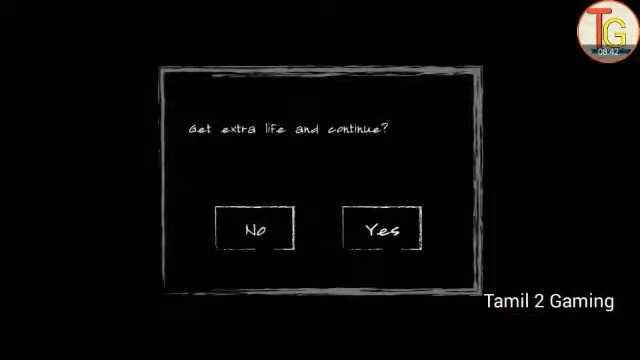 TG
08:42
Get extra life and continue?
No Yes
Tamil 2 Gaming